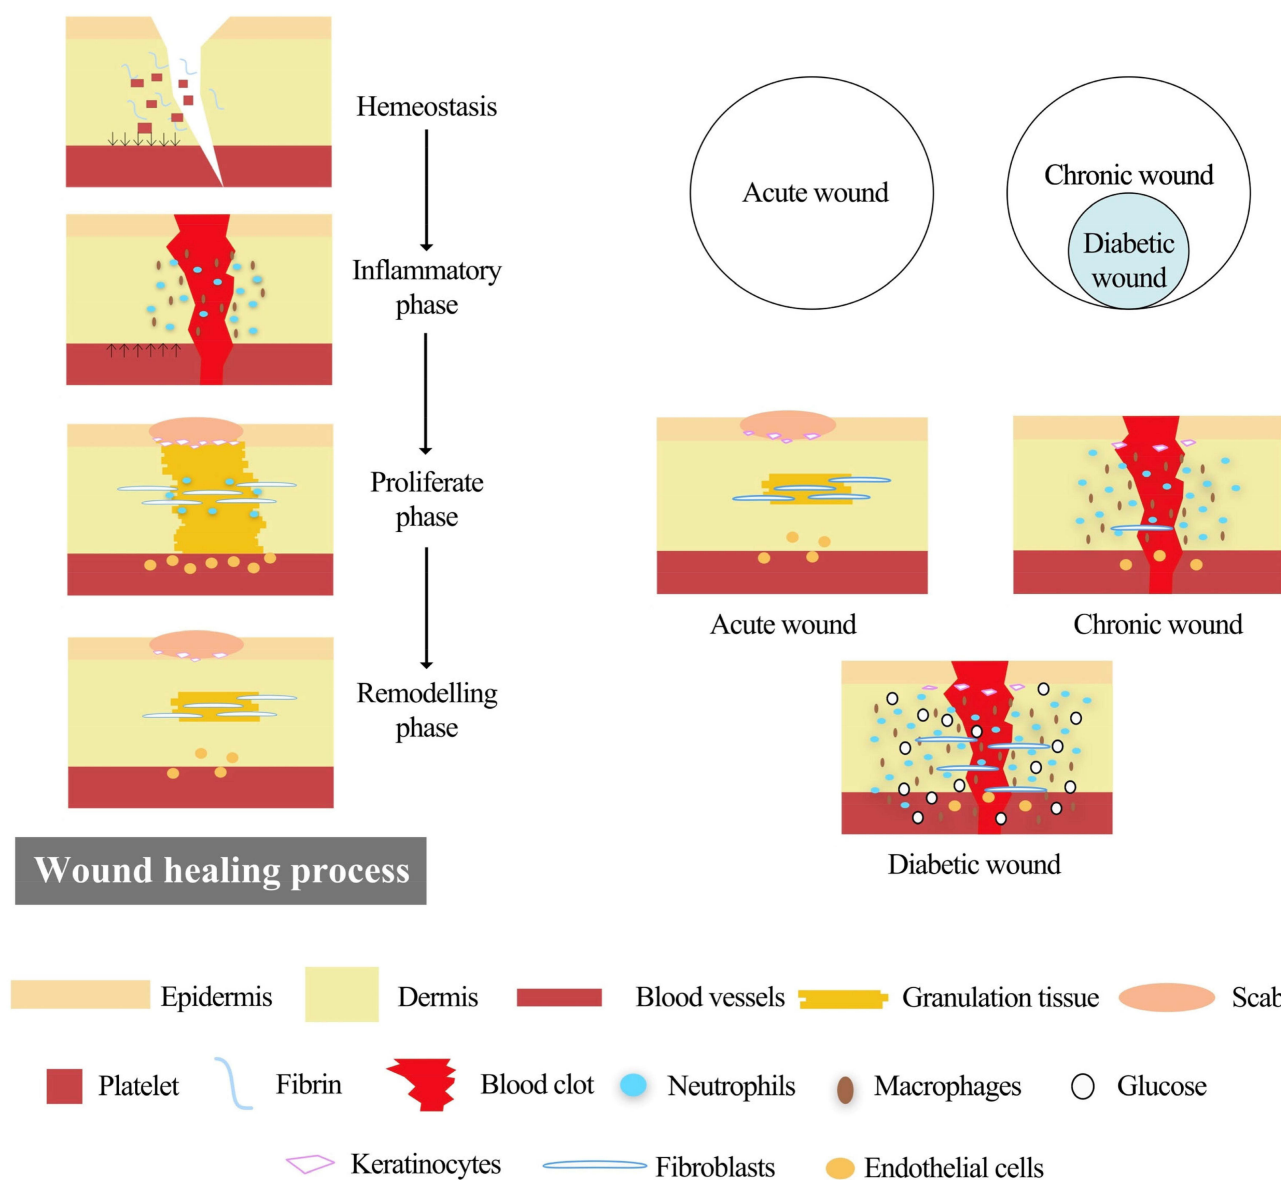 Hemeostasis
Inflammatory
phase
Proliferate
phase
Remodelling
phase
Wound healing process
Acute wound
Chronic wound
Diabetic
wound
Acute wound
Chronic wound
Diabetic wound
Epidermis
Dermis
Blood vessels
Granulation tissue
Scab
Platelet
Fibrin
Blood clot
Neutrophils
Macrophages
Glucose
Keratinocytes
Fibroblasts
Endothelial cells